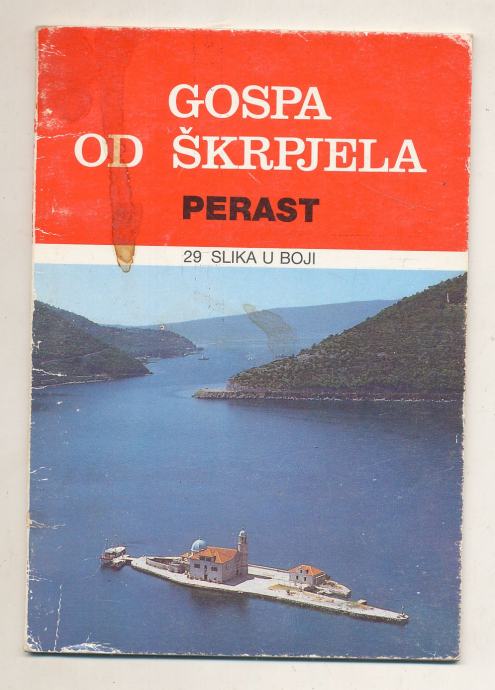 GOSPA
OD ŠKRPJELA
PERAST
29 SLIKA U BOJI